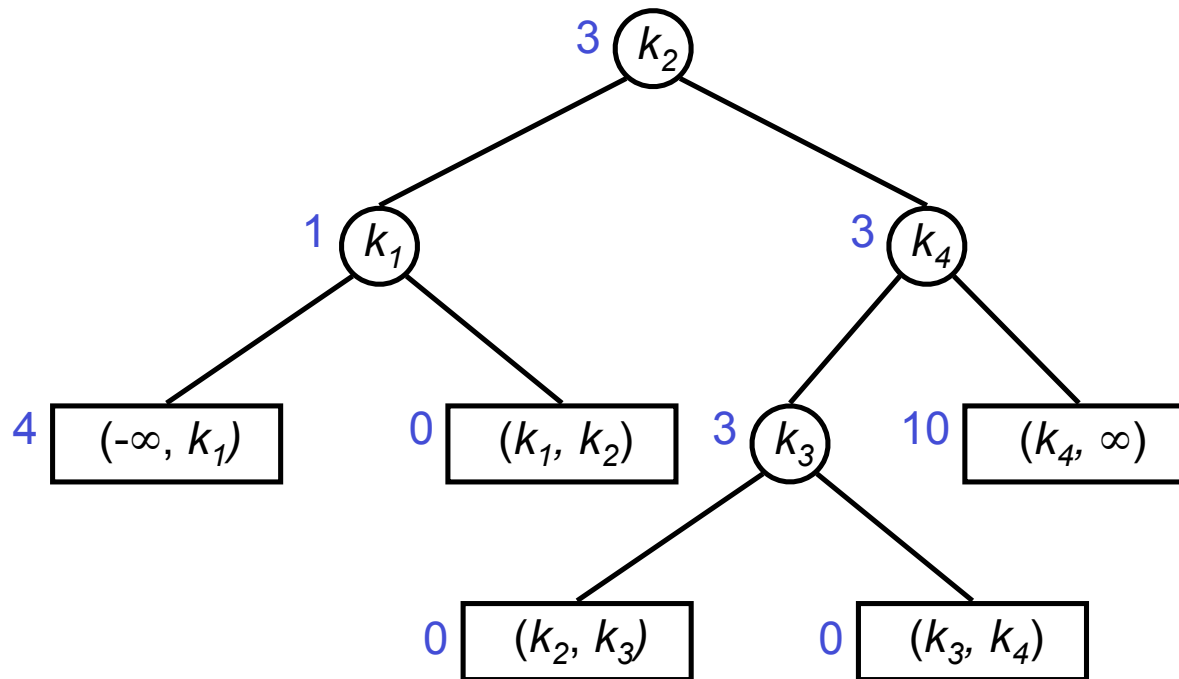 3 k₂
1 k₁ 3 k₄
4 (-∞, k₁) 0 (k₁, k₂) 3 k₃ 10 (k₄, ∞)
0 (k₂, k₃) 0 (k₃, k₄)